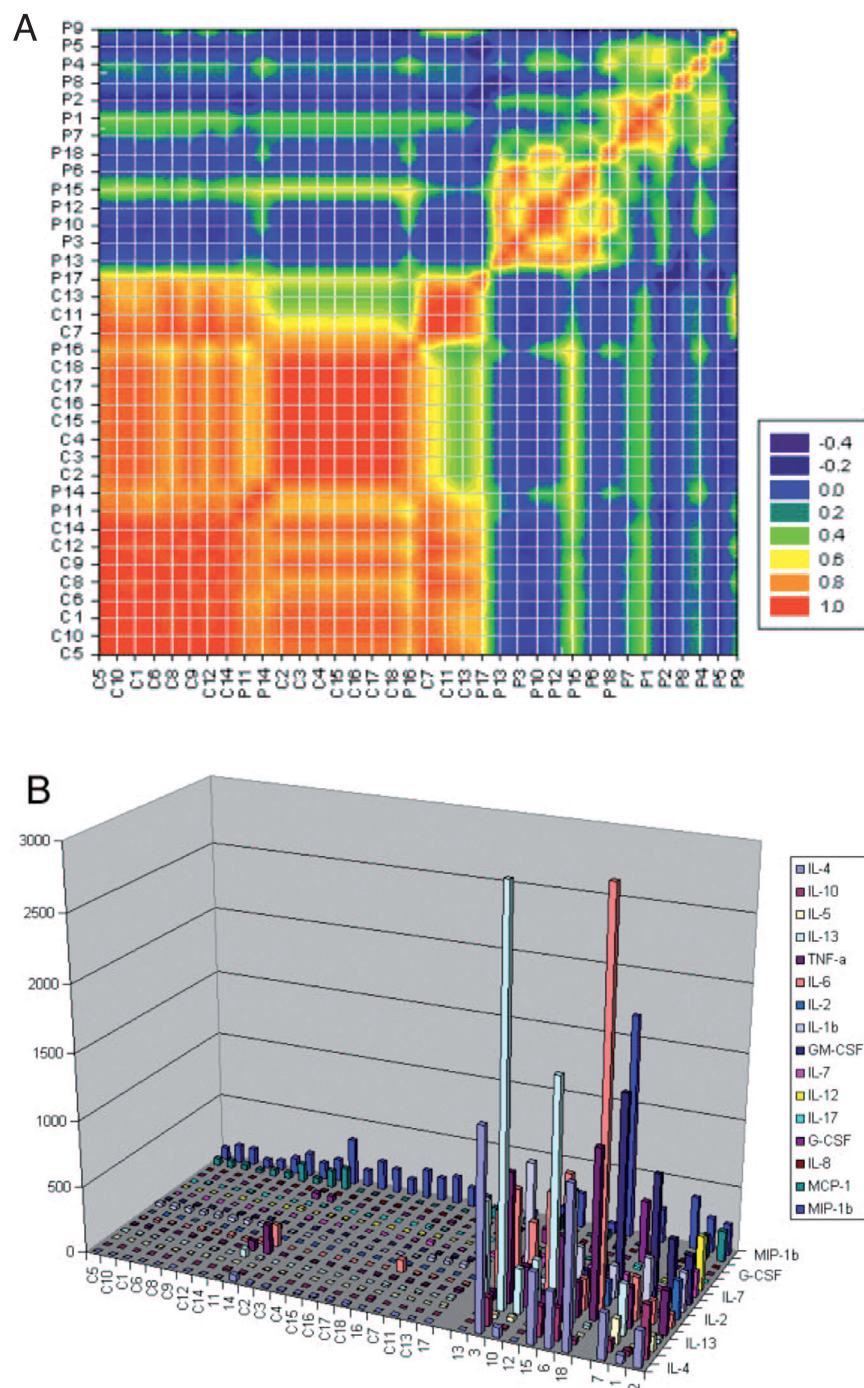 A
P9
P5
P4
P8
P2
P1
P7
P18
P6
P15
P12
P10
P3
P13
P17
C13
C11
C7
P16
C18
C17
C16
C15
C4
C3
C2
P14
P11
C14
C12
C9
C8
C6
C1
C10
C5
C5 C10 C1 C6 C8 C9 C12 C14 P11 P14 C2 C3 C4 C15 C16 C17 C18 P16 C7 C11 C13 P17 P13 P3 P10 P12 P15 P6 P18 P7 P1 P2 P8 P4 P5 P9
-0.4
-0.2
0.0
0.2
0.4
0.6
0.8
1.0
B
3000
2500
2000
1500
1000
500
0
C5 C10 C1 C6 C8 C9 C12 C14 11 14 C2 C3 C4 C15 C16 C17 C18 16 C7 C11 C13 17 13 3 10 12 15 6 18 7 1
MIP-1b
G-CSF
IL-7
IL-2
IL-13
IL-4
IL-4
IL-10
IL-5
IL-13
TNF-a
IL-6
IL-2
IL-1b
GM-CSF
IL-7
IL-12
IL-17
G-CSF
IL-8
MCP-1
MIP-1b